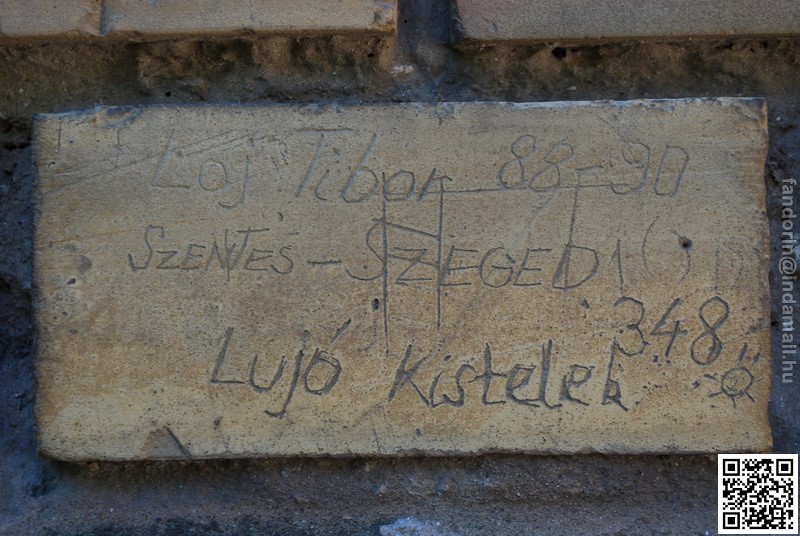 Loj Tibor 88-90
SZENTES - SZEGED
348
Lujó Kistelek
fandorin@indamail.hu